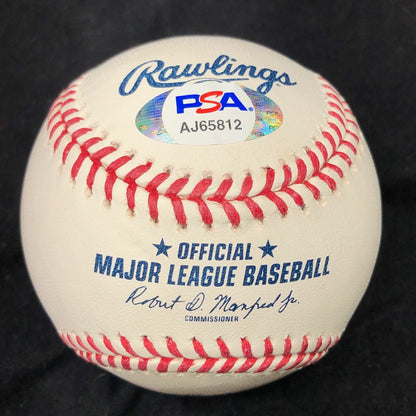 Rawlings
PSA
AJ65812
★ OFFICIAL ★
MAJOR LEAGUE BASEBALL
Robert D. Manfred Jr.
COMMISSIONER